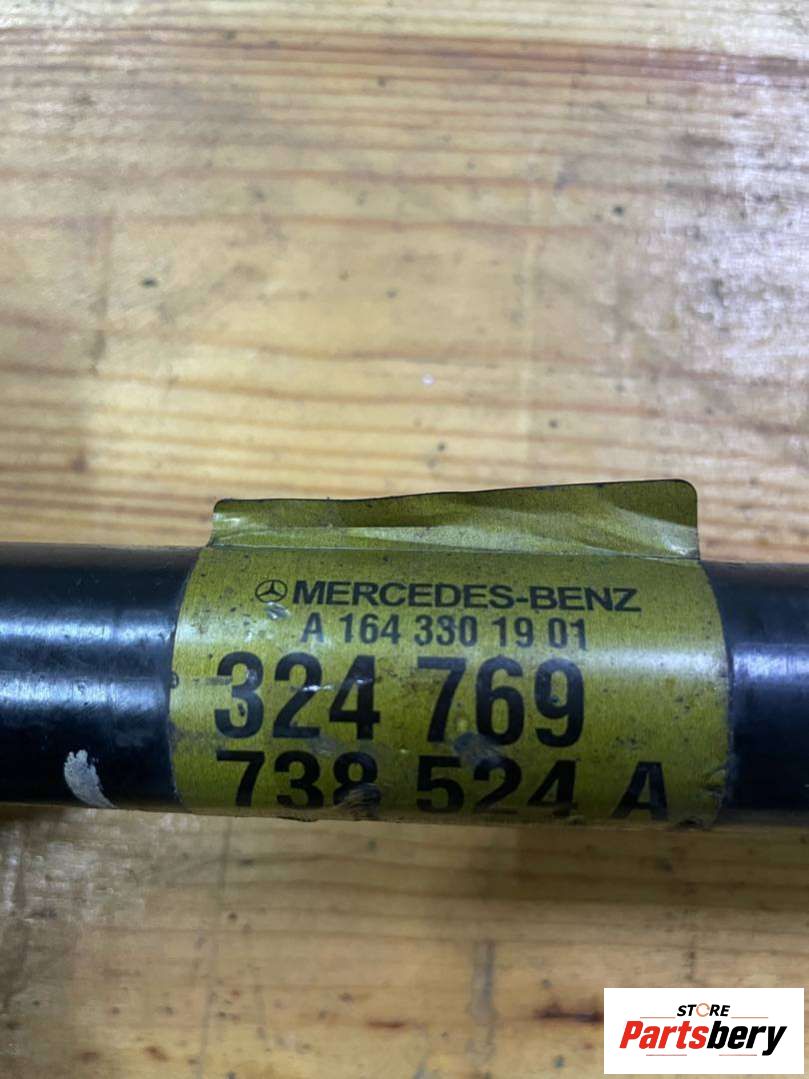 MERCEDES-BENZ
A 164 330 19 01
324 769
738 524 A
STORE
Partsbery